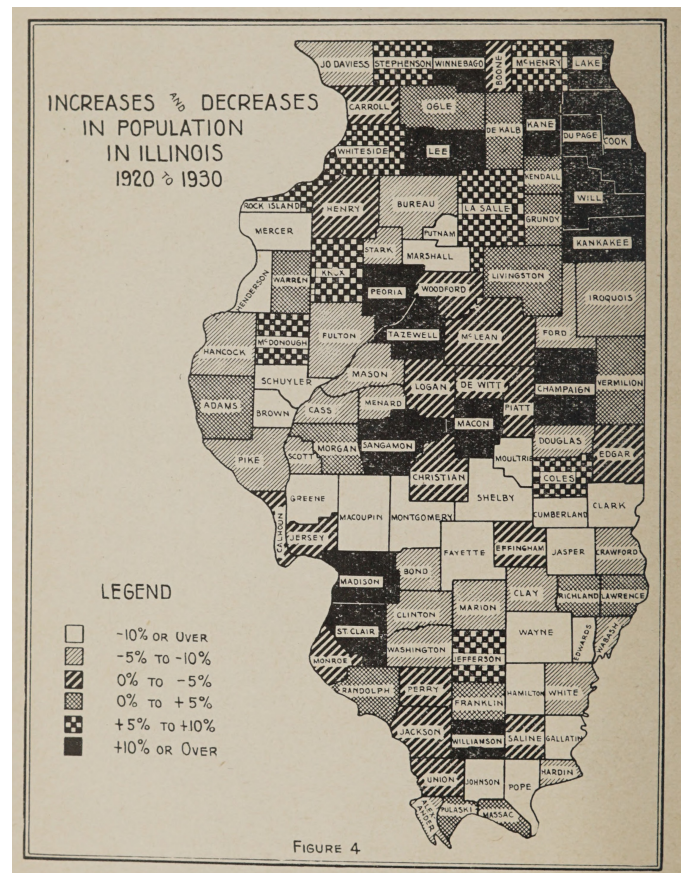 INCREASES AND DECREASES
IN POPULATION
IN ILLINOIS
1920 TO 1930
JO DAVIESS
STEPHENSON
WINNEBAGO
BOONE
McHENRY
LAKE
CARROLL
OGLE
DE KALB
KANE
DU PAGE
COOK
WHITESIDE
LEE
KENDALL
WILL
ROCK ISLAND
HENRY
BUREAU
LA SALLE
GRUNDY
MERCER
PUTNAM
KANKAKEE
STARK
MARSHALL
HENDERSON
WARREN
KNOX
PEORIA
WOODFORD
LIVINGSTON
IROQUOIS
HANCOCK
McDONOUGH
FULTON
TAZEWELL
McLEAN
FORD
SCHUYLER
MASON
LOGAN
DE WITT
CHAMPAIGN
VERMILION
ADAMS
BROWN
CASS
MENARD
PIATT
MACON
PIKE
SCOTT
MORGAN
SANGAMON
MOULTRIE
DOUGLAS
EDGAR
CHRISTIAN
COLES
GREENE
SHELBY
CUMBERLAND
CLARK
CALHOUN
JERSEY
MACOUPIN
MONTGOMERY
FAYETTE
EFFINGHAM
JASPER
CRAWFORD
MADISON
BOND
CLAY
RICHLAND
LAWRENCE
CLINTON
MARION
ST. CLAIR
WASHINGTON
WAYNE
EDWARDS
WABASH
MONROE
JEFFERSON
RANDOLPH
PERRY
FRANKLIN
HAMILTON
WHITE
JACKSON
WILLIAMSON
SALINE
GALLATIN
UNION
JOHNSON
POPE
HARDIN
ALEX-
ANDER
PULASKI
MASSAC
LEGEND
-10% OR OVER
-5% TO -10%
0% TO -5%
0% TO +5%
+5% TO +10%
+10% OR OVER
FIGURE 4